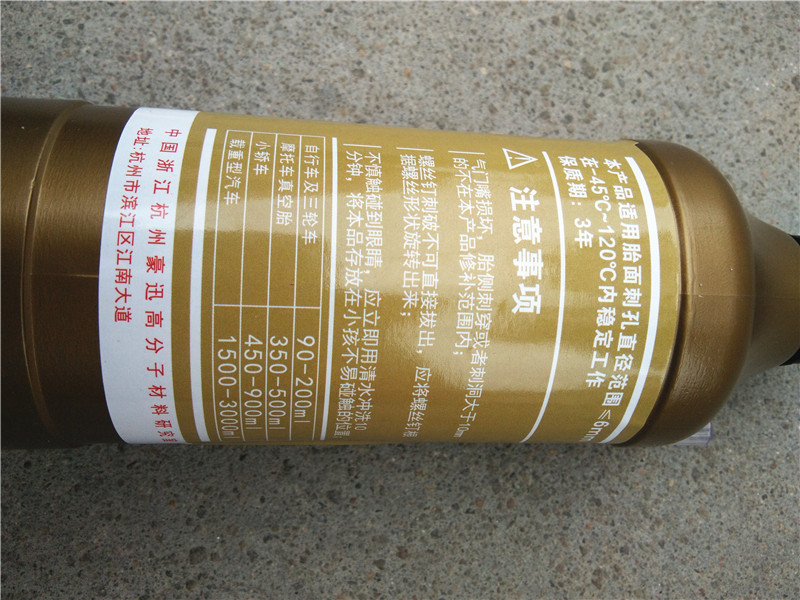 本产品适用胎面刺孔直径范围≤6m
在-45℃~120℃内稳定工作
保质期：3年
注意事项
气门嘴损坏，胎侧刺穿或者刺洞大于10mm
的不在本产品修补范围内；
螺丝钉刺破不可直接拔出，应将螺丝钉
据螺丝形状旋转出来；
不慎触碰到眼睛，应立即用清水冲洗10
分钟，将本品存放在小孩不易碰触的位置
自行车及三轮车 90-200ml
摩托车真空胎 350-500ml
小轿车 450-900ml
载重型汽车 1500-3000ml
中国浙江杭州豪迅高分子材料研究
地址:杭州市滨江区江南大道